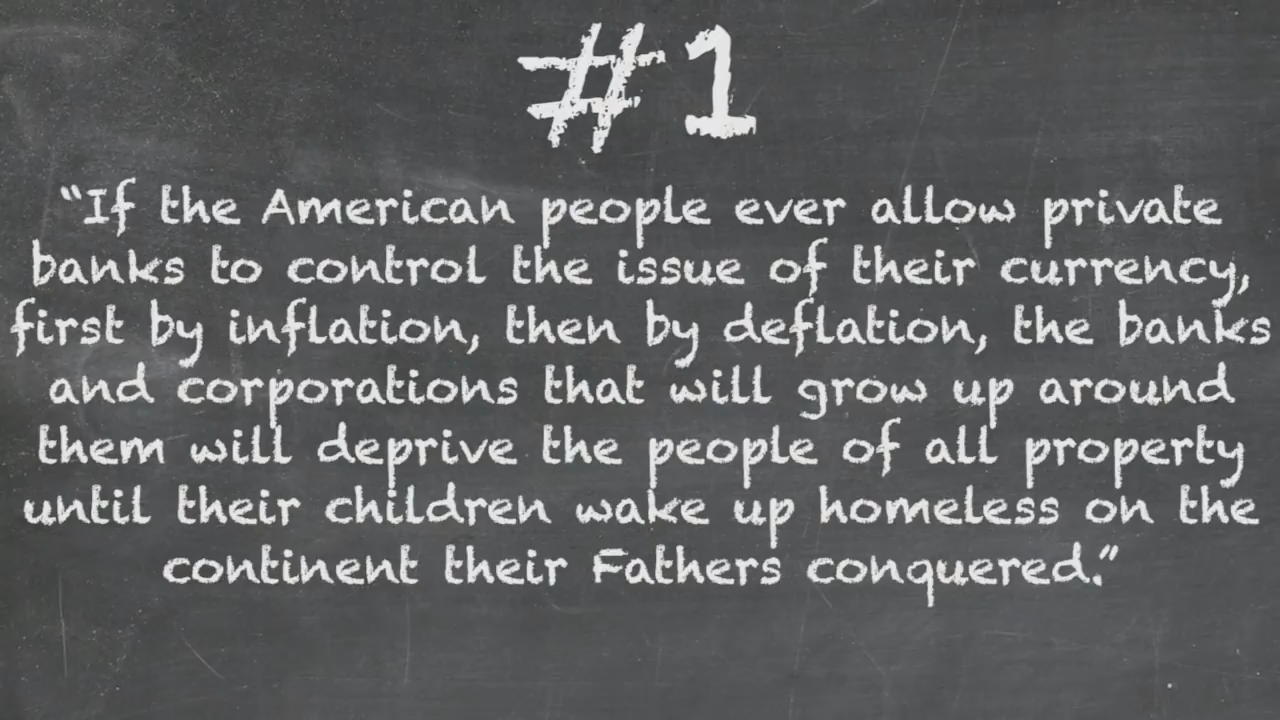 #1
“If the American people ever allow private
banks to control the issue of their currency,
first by inflation, then by deflation, the banks
and corporations that will grow up around
them will deprive the people of all property
until their children wake up homeless on the
continent their Fathers conquered.”